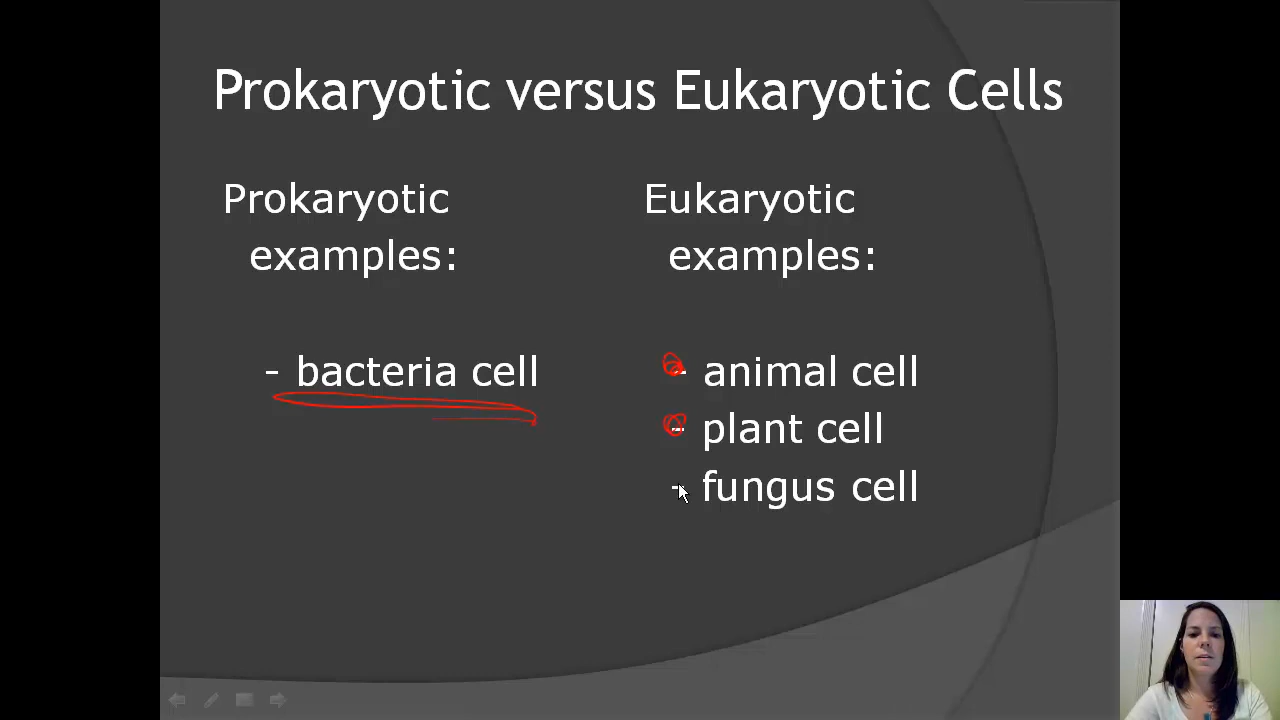 Prokaryotic versus Eukaryotic Cells
Prokaryotic
examples:
- bacteria cell
Eukaryotic
examples:
- animal cell
- plant cell
- fungus cell